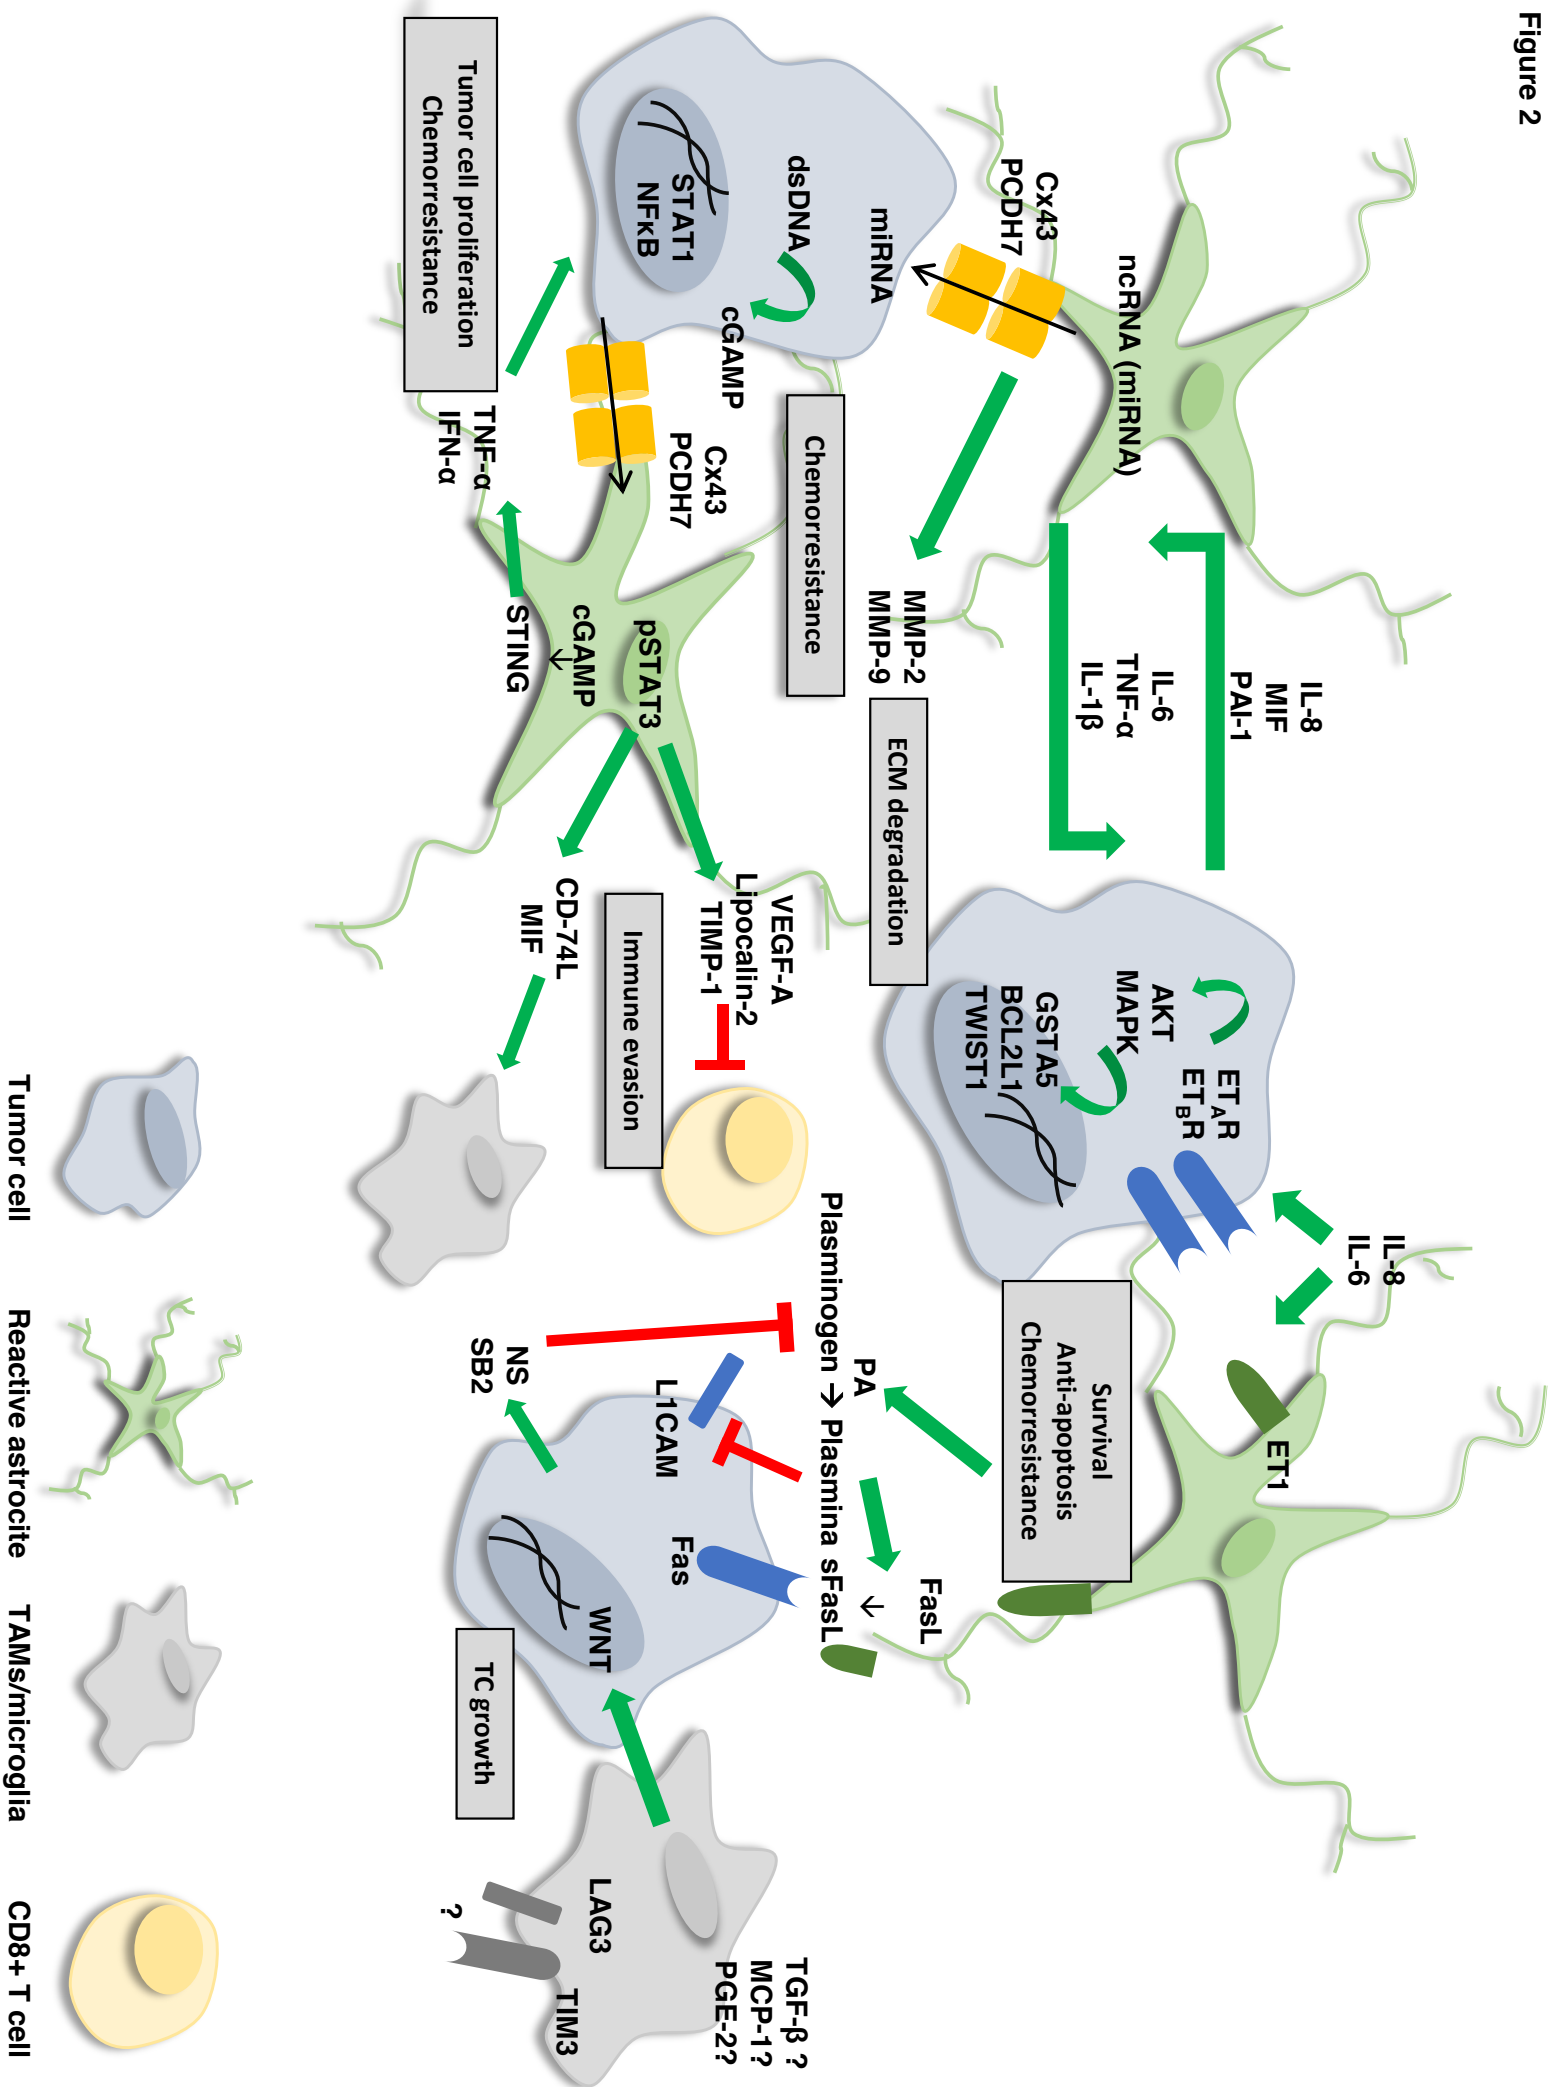 Figure 2
ncRNA (miRNA)
Cx43
PCDH7
miRNA
dsDNA
cGAMP
STAT1
NFκB
Tumor cell proliferation
Chemorresistance
TNF-α
IFN-α
Cx43
PCDH7
Chemorresistance
MMP-2
MMP-9
ECM degradation
IL-8
MIF
PAI-1
IL-6
TNF-α
IL-1β
pSTAT3
cGAMP
↓
STING
VEGF-A
Lipocalin-2
TIMP-1
CD-74L
MIF
Immune evasion
AKT
MAPK
ETAR
ETBR
GSTA5
BCL2L1
TWIST1
IL-8
IL-6
ET1
Survival
Anti-apoptosis
Chemorresistance
PA
Plasminogen → Plasmina
FasL
↓
sFasL
L1CAM
Fas
NS
SB2
WNT
TC growth
LAG3
TIM3
?
TGF-β ?
MCP-1?
PGE-2?
Tumor cell
Reactive astrocite
TAMs/microglia
CD8+ T cell